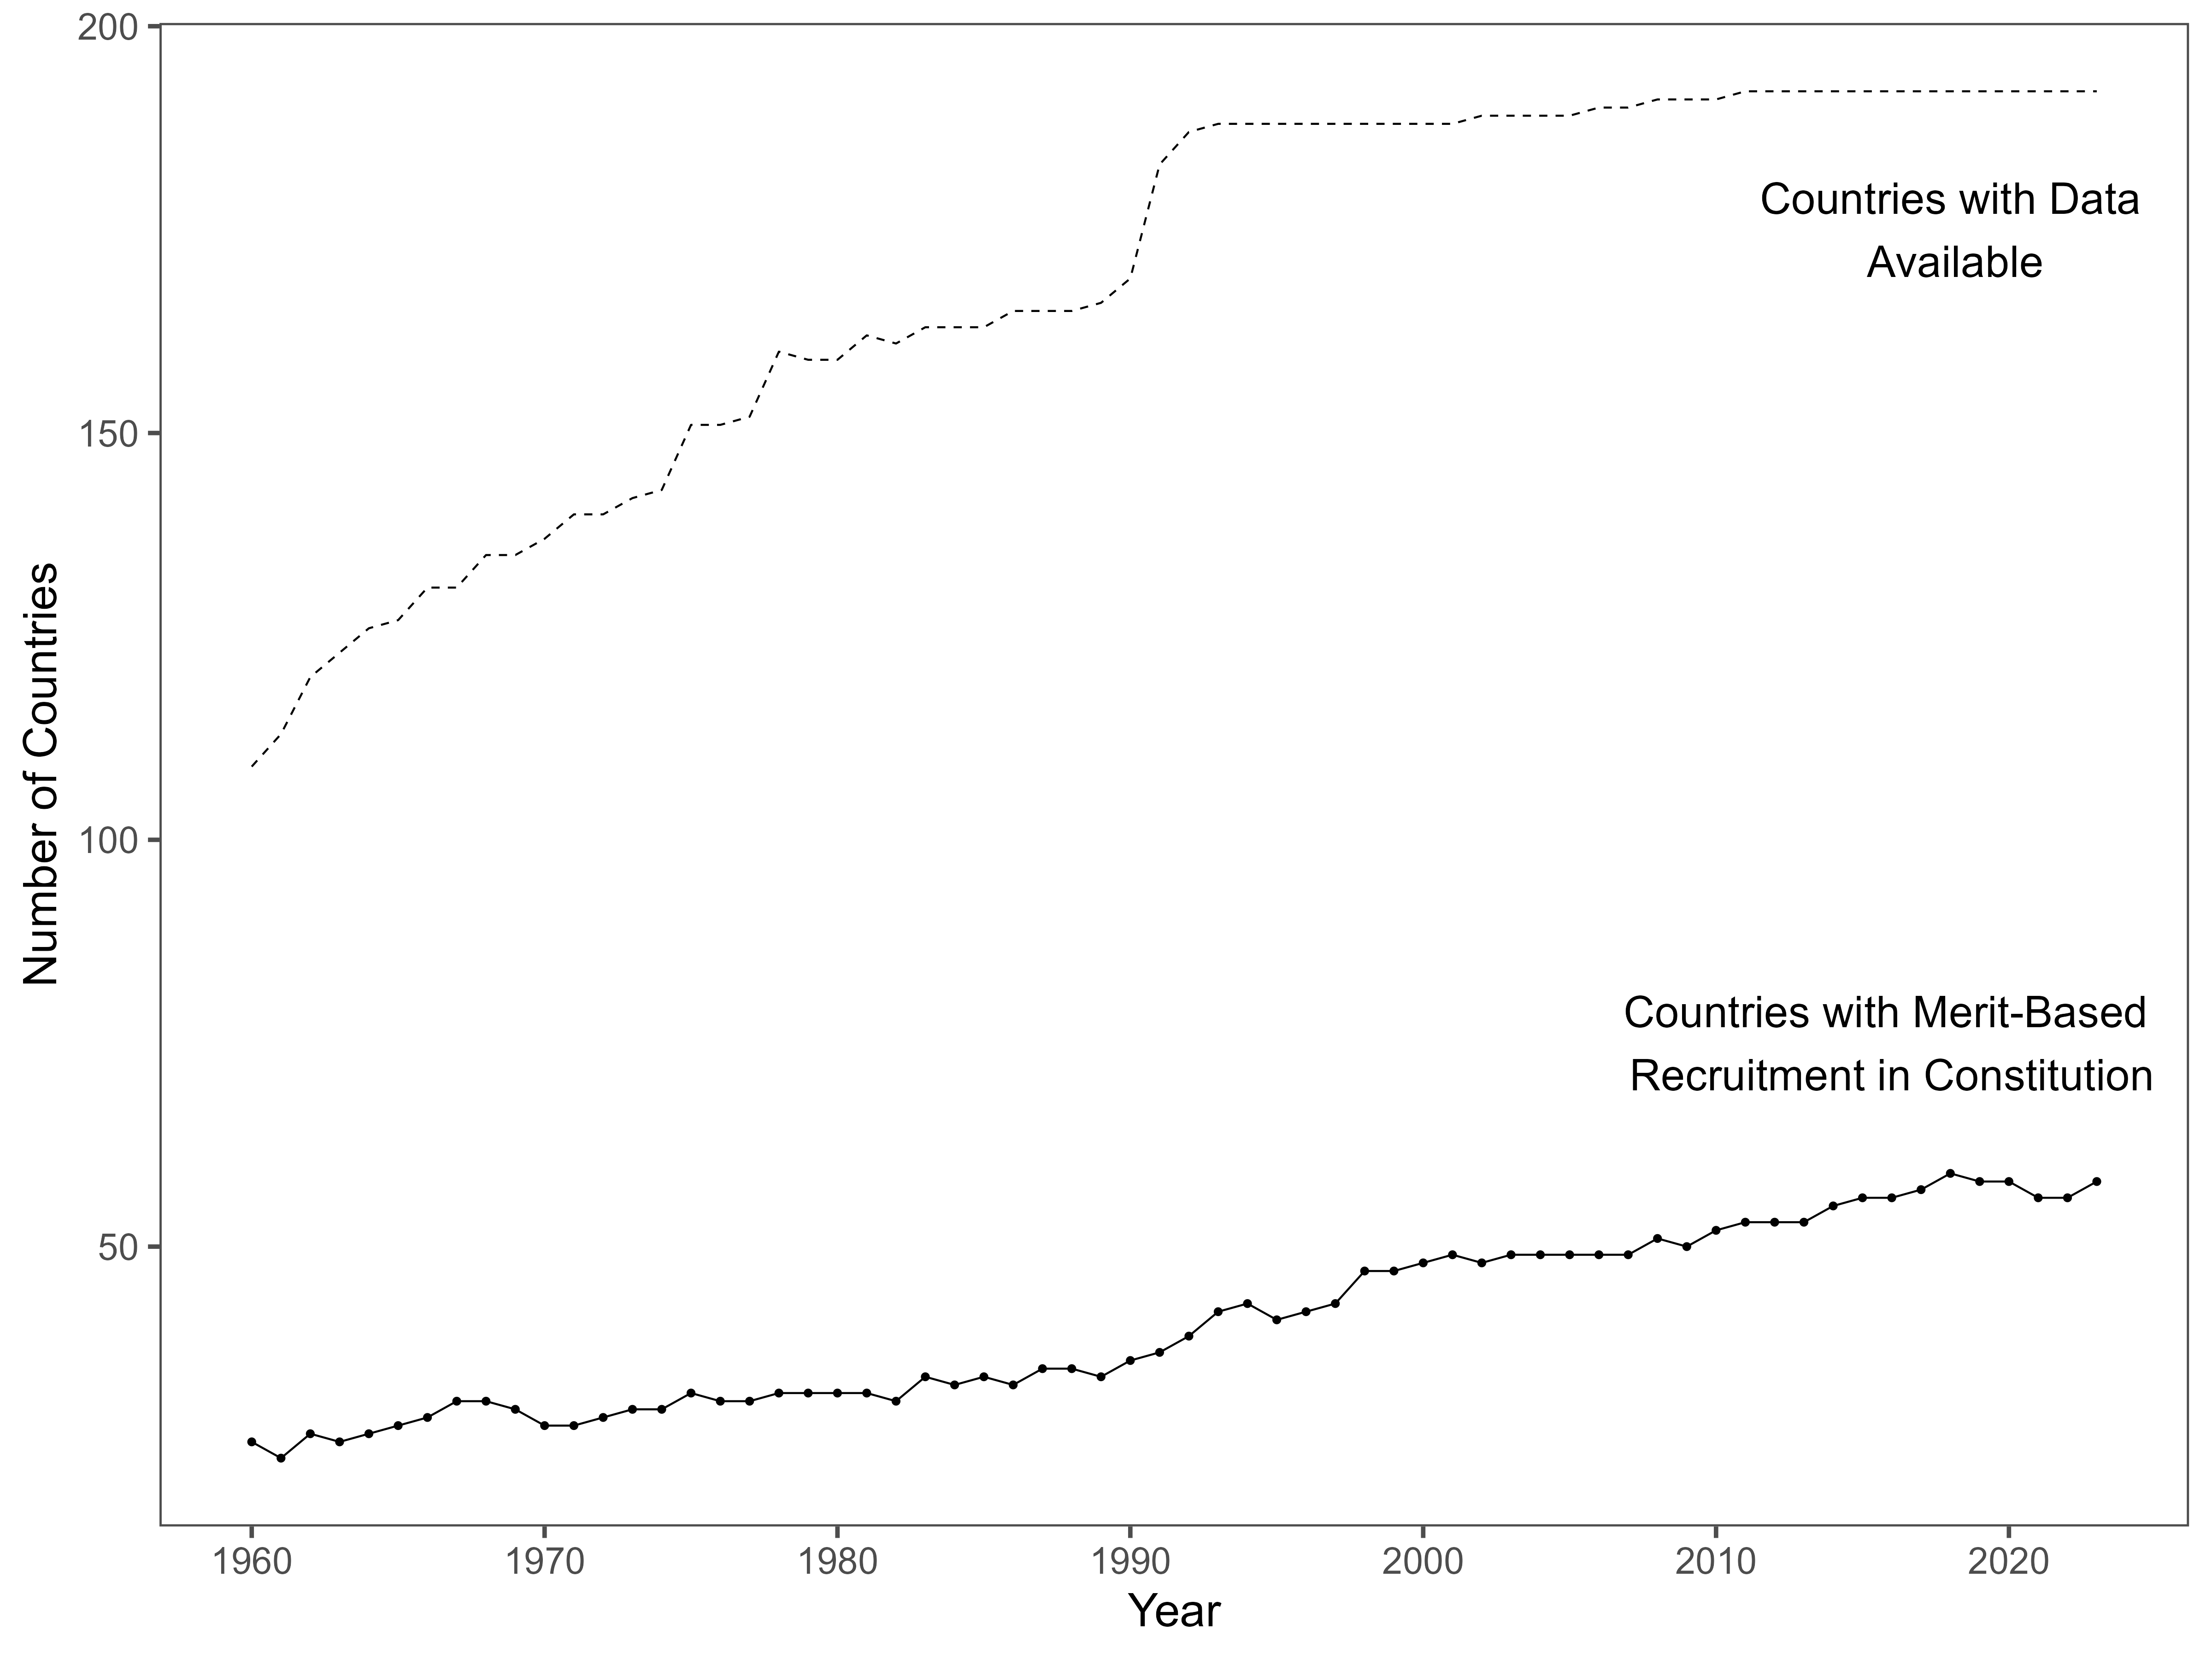 200
150
100
50
Number of Countries
Countries with Data
Available
Countries with Merit-Based
Recruitment in Constitution
1960 1970 1980 1990 2000 2010 2020
Year